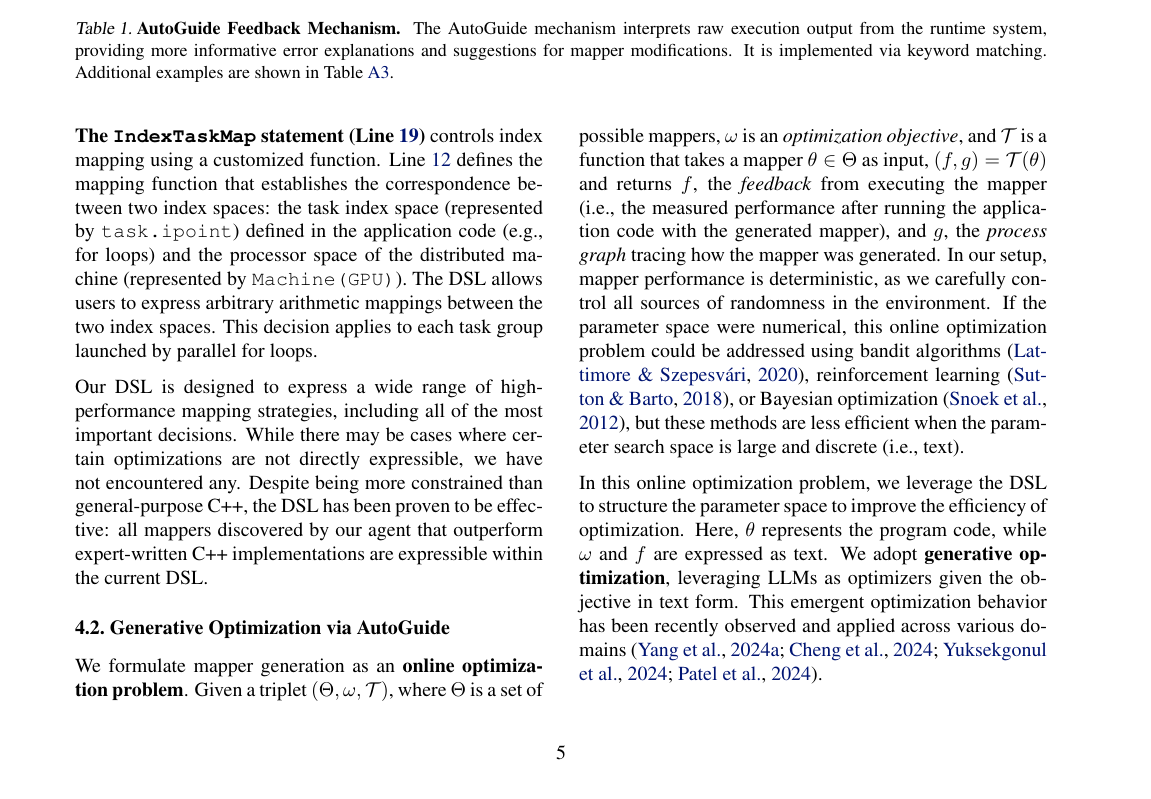 Table 1. AutoGuide Feedback Mechanism. The AutoGuide mechanism interprets raw execution output from the runtime system,
providing more informative error explanations and suggestions for mapper modifications. It is implemented via keyword matching.
Additional examples are shown in Table A3.
The IndexTaskMap statement (Line 19) controls index
mapping using a customized function. Line 12 defines the
mapping function that establishes the correspondence be-
tween two index spaces: the task index space (represented
by task.ipoint) defined in the application code (e.g.,
for loops) and the processor space of the distributed ma-
chine (represented by Machine(GPU)). The DSL allows
users to express arbitrary arithmetic mappings between the
two index spaces. This decision applies to each task group
launched by parallel for loops.
Our DSL is designed to express a wide range of high-
performance mapping strategies, including all of the most
important decisions. While there may be cases where cer-
tain optimizations are not directly expressible, we have
not encountered any. Despite being more constrained than
general-purpose C++, the DSL has been proven to be effec-
tive: all mappers discovered by our agent that outperform
expert-written C++ implementations are expressible within
the current DSL.
4.2. Generative Optimization via AutoGuide
We formulate mapper generation as an online optimiza-
tion problem. Given a triplet (Θ, ω, 𝒯), where Θ is a set of
possible mappers, ω is an optimization objective, and 𝒯 is a
function that takes a mapper θ ∈ Θ as input, (f, g) = 𝒯(θ)
and returns f, the feedback from executing the mapper
(i.e., the measured performance after running the applica-
tion code with the generated mapper), and g, the process
graph tracing how the mapper was generated. In our setup,
mapper performance is deterministic, as we carefully con-
trol all sources of randomness in the environment. If the
parameter space were numerical, this online optimization
problem could be addressed using bandit algorithms (Lat-
timore & Szepesvári, 2020), reinforcement learning (Sut-
ton & Barto, 2018), or Bayesian optimization (Snoek et al.,
2012), but these methods are less efficient when the param-
eter search space is large and discrete (i.e., text).
In this online optimization problem, we leverage the DSL
to structure the parameter space to improve the efficiency of
optimization. Here, θ represents the program code, while
ω and f are expressed as text. We adopt generative op-
timization, leveraging LLMs as optimizers given the ob-
jective in text form. This emergent optimization behavior
has been recently observed and applied across various do-
mains (Yang et al., 2024a; Cheng et al., 2024; Yuksekgonul
et al., 2024; Patel et al., 2024).
5